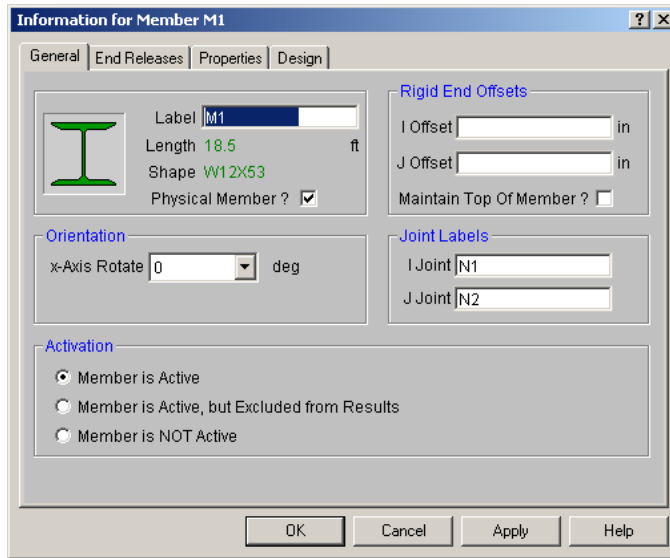 Information for Member M1
General
End Releases
Properties
Design
Label M1
Length 18.5 ft
Shape W12X53
Physical Member ?
Rigid End Offsets
I Offset in
J Offset in
Maintain Top Of Member ?
Orientation
x-Axis Rotate 0 deg
Joint Labels
I Joint N1
J Joint N2
Activation
Member is Active
Member is Active, but Excluded from Results
Member is NOT Active
OK
Cancel
Apply
Help